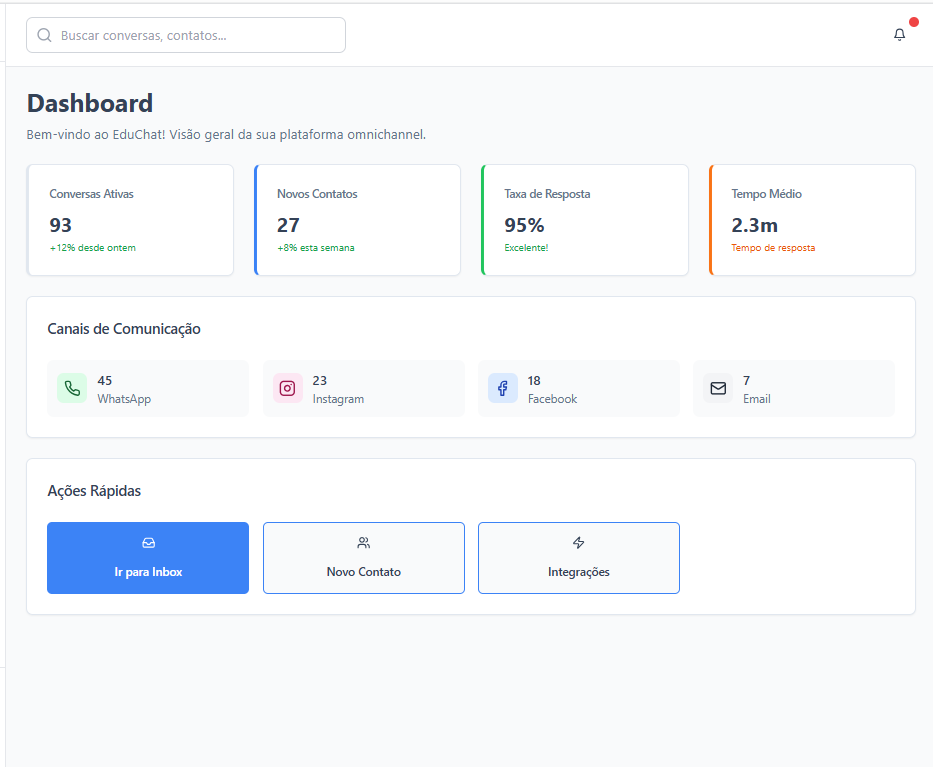 Buscar conversas, contatos...
Dashboard
Bem-vindo ao EduChat! Visão geral da sua plataforma omnichannel.
Conversas Ativas
93
+12% desde ontem
Novos Contatos
27
+8% esta semana
Taxa de Resposta
95%
Excelente!
Tempo Médio
2.3m
Tempo de resposta
Canais de Comunicação
45
WhatsApp
23
Instagram
18
Facebook
7
Email
Ações Rápidas
Ir para Inbox
Novo Contato
Integrações